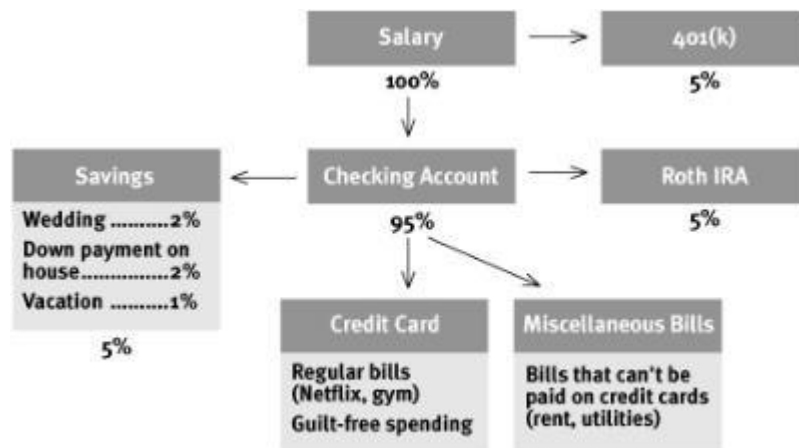 Salary
401(k)
100%
5%
Savings
Checking Account
Roth IRA
Wedding ..........2%
Down payment on
house...............2%
Vacation ..........1%
5%
95%
5%
Credit Card
Regular bills
(Netflix, gym)
Guilt-free spending
Miscellaneous Bills
Bills that can't be
paid on credit cards
(rent, utilities)